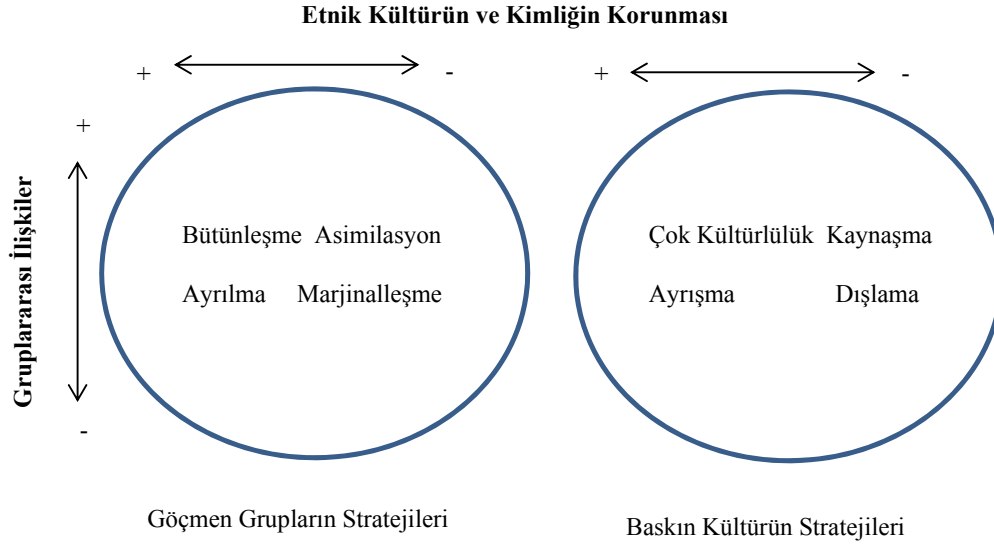 Etnik Kültürün ve Kimliğin Korunması
+ - + -
+
Gruplararası İlişkiler
Bütünleşme Asimilasyon
Ayrılma Marjinalleşme
Çok Kültürlülük Kaynaşma
Ayrışma Dışlama
-
Göçmen Grupların Stratejileri
Baskın Kültürün Stratejileri